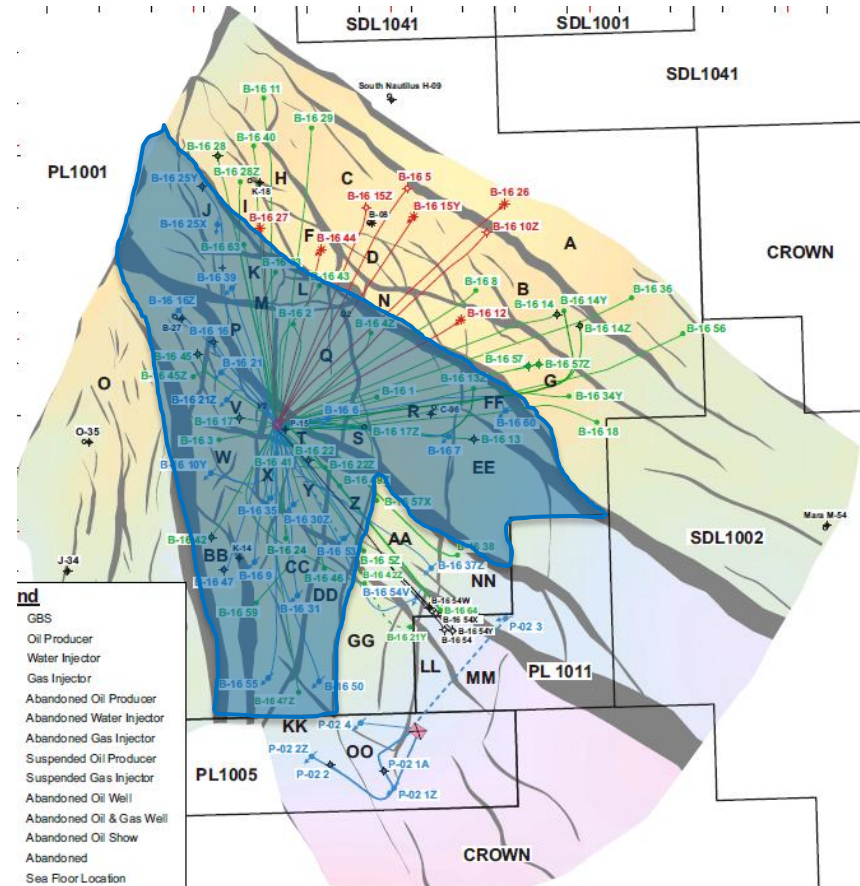 SDL1041
SDL1001
SDL1041
South Nautilus H-09
B-16 11
B-16 29
B-16 40
B-16 28
PL1001
B-16 28Z
H
C
B-16 5
B-16 25Y
K-18
B-16 15Z
B-16 26
J
I
B-16 15Y
B-08
B-16 27
B-16 25X
F
B-16 10Z
B-16 44
A
B-16 63
D
CROWN
K
B-16 43
B-16 39
L
B-16 8
B
M
N
B-16 14
B-16 14Y
B-16 36
B-16 16Z
B-27
P
B-16 2
B-16 4Z
B-16 12
B-16 14Z
B-16 16
B-16 56
B-16 45
Q
B-16 57
B-16 57Z
B-16 21
B-16 45Z
G
O
B-16 1
B-16 13Z
B-16 21Z
V
B-16 34Y
R
C-96
FF
B-16 17
B-16 6
B-16 60
P-15
B-16 18
O-35
B-16 3
T
S
B-16 17Z
B-16 7
B-16 13
W
B-16 41
B-16 22
B-16 22Z
EE
B-16 10Y
X
B-16 35
Y
Z
B-16 57X
B-16 30Z
Mara M-54
SDL1002
B-16 42
AA
BB
K-14
B-16 24
B-16 53
B-16 38
J-34
B-16 47
B-16 9
CC
B-16 5Z
B-16 37Z
NN
B-16 46
B-16 42Z
B-16 54V
B-16 59
B-16 31
DD
B-16 54W
B-16 64
B-16 54X
B-16 54Y
B-16 54
B-16 21Y
P-02 3
GG
LL
MM
PL 1011
B-16 55
B-16 50
B-16 47Z
KK
P-02 4
OO
P-02 2Z
P-02 2
P-02 1A
P-02 1Z
PL1005
CROWN
nd
GBS
Oil Producer
Water Injector
Gas Injector
Abandoned Oil Producer
Abandoned Water Injector
Abandoned Gas Injector
Suspended Oil Producer
Suspended Gas Injector
Abandoned Oil Well
Abandoned Oil & Gas Well
Abandoned Oil Show
Abandoned
Sea Floor Location